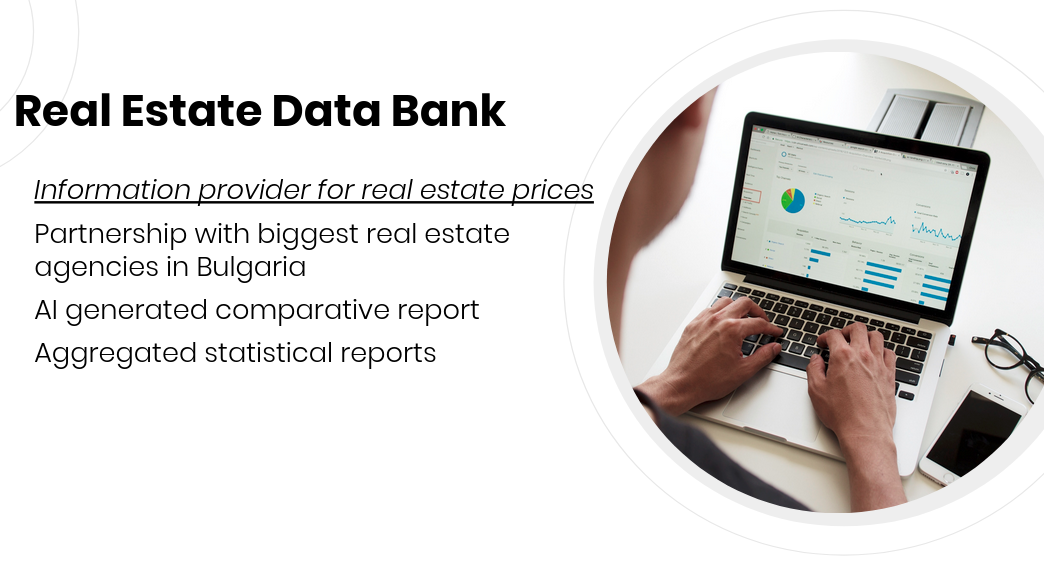 Real Estate Data Bank
Information provider for real estate prices
Partnership with biggest real estate
agencies in Bulgaria
AI generated comparative report
Aggregated statistical reports